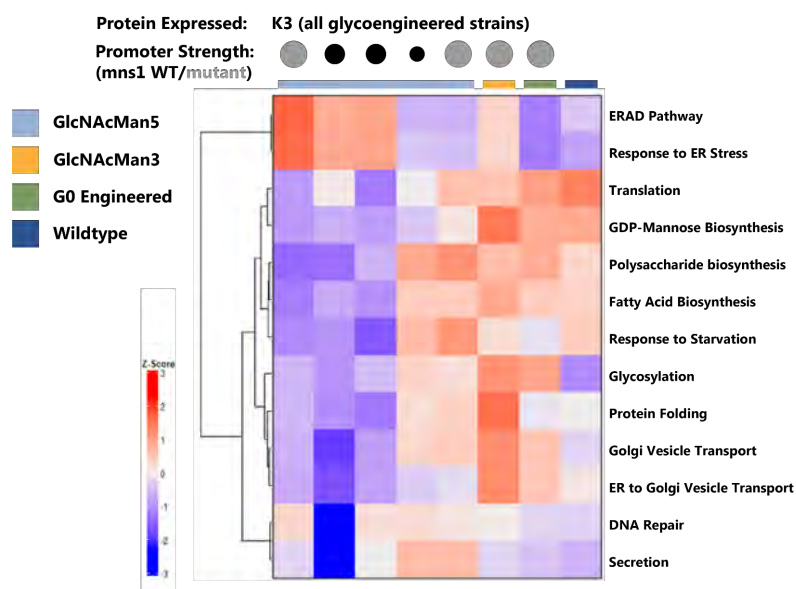 Protein Expressed: K3 (all glycoengineered strains)
Promoter Strength:
(mns1 WT/mutant)
GlcNAcMan5
GlcNAcMan3
G0 Engineered
Wildtype
ERAD Pathway
Response to ER Stress
Translation
GDP-Mannose Biosynthesis
Polysaccharide biosynthesis
Fatty Acid Biosynthesis
Response to Starvation
Glycosylation
Protein Folding
Golgi Vesicle Transport
ER to Golgi Vesicle Transport
DNA Repair
Secretion
Z-Score
3
2
1
0
-1
-2
-3